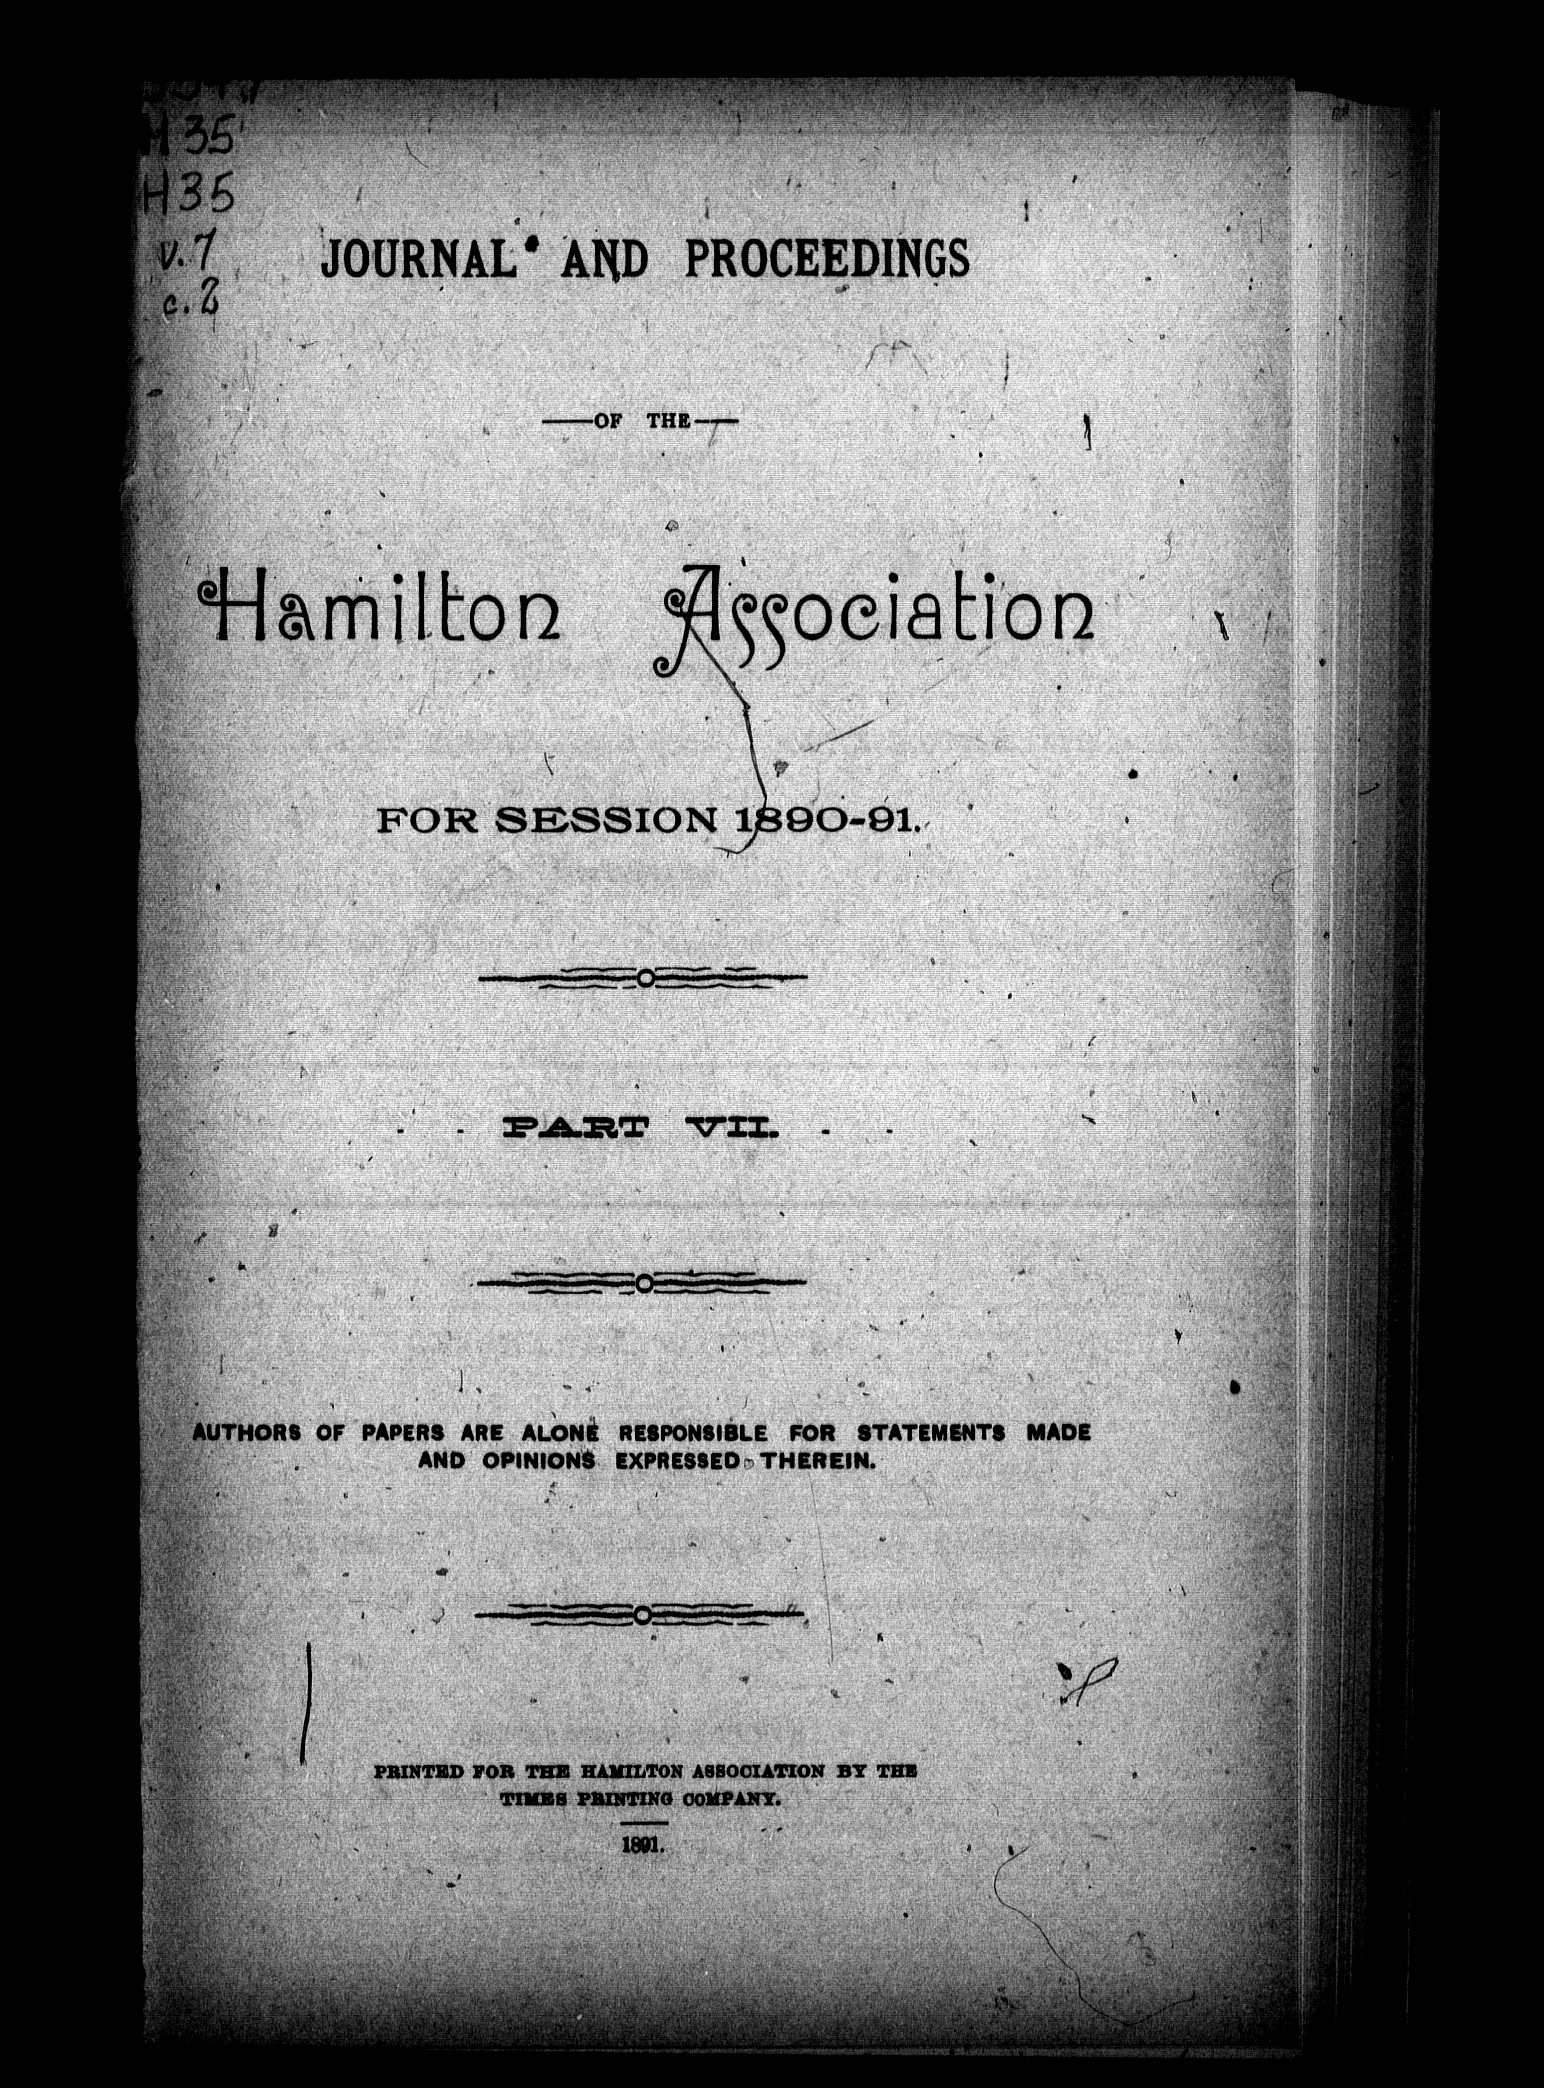 H35
H35
v.7
c.2
JOURNAL AND PROCEEDINGS
—OF THE—
Hamilton Association
FOR SESSION 1890-91.
PART VII.
AUTHORS OF PAPERS ARE ALONE RESPONSIBLE FOR STATEMENTS MADE
AND OPINIONS EXPRESSED THEREIN.
PRINTED FOR THE HAMILTON ASSOCIATION BY THE
TIMES PRINTING COMPANY.
1891.